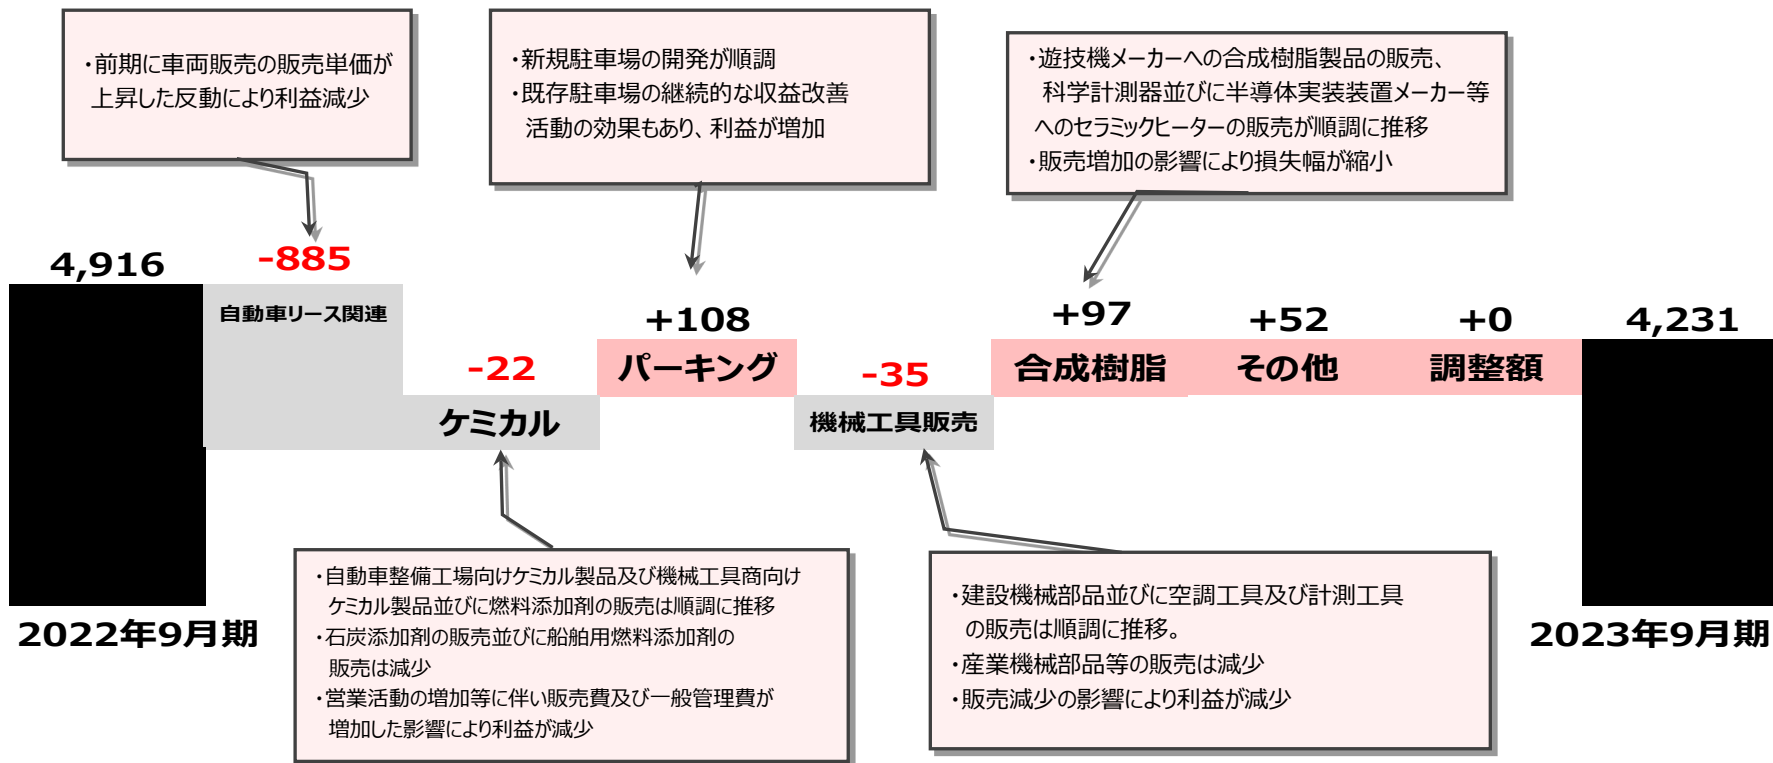 ・前期に車両販売の販売単価が
上昇した反動により利益減少
・新規駐車場の開発が順調
・既存駐車場の継続的な収益改善
活動の効果もあり、利益が増加
・遊技機メーカーへの合成樹脂製品の販売、
科学計測器並びに半導体実装装置メーカー等
へのセラミックヒーターの販売が順調に推移
・販売増加の影響により損失幅が縮小
4,916
-885
自動車リース関連
-22
ケミカル
+108
パーキング
-35
機械工具販売
+97
合成樹脂
+52
その他
+0
調整額
4,231
2022年9月期
2023年9月期
・自動車整備工場向けケミカル製品及び機械工具商向け
ケミカル製品並びに燃料添加剤の販売は順調に推移
・石炭添加剤の販売並びに船舶用燃料添加剤の
販売は減少
・営業活動の増加等に伴い販売費及び一般管理費が
増加した影響により利益が減少
・建設機械部品並びに空調工具及び計測工具
の販売は順調に推移。
・産業機械部品等の販売は減少
・販売減少の影響により利益が減少